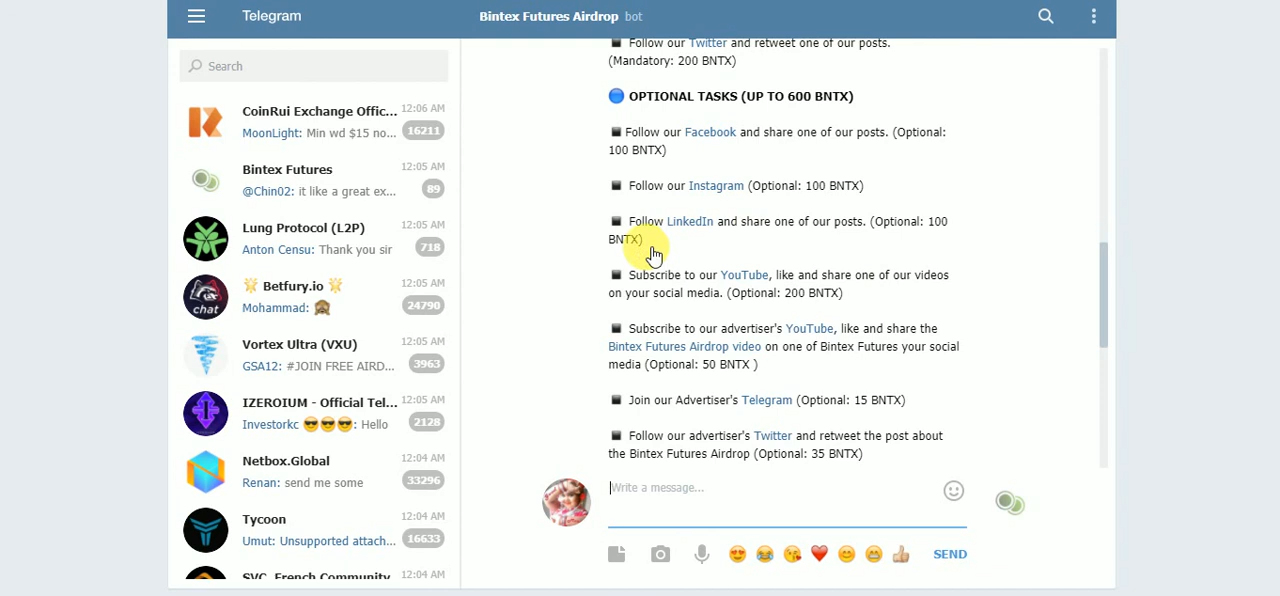 Telegram
Bintex Futures Airdrop bot
Search
CoinRui Exchange Offic... 12:06 AM
MoonLight: Min wd $15 no... 16211
Bintex Futures 12:05 AM
@Chin02: it like a great ex... 89
Lung Protocol (L2P) 12:05 AM
Anton Censu: Thank you sir 718
🌟 Betfury.io 🌟 12:05 AM
chat
Mohammad: 🙈 24790
Vortex Ultra (VXU) 12:05 AM
GSA12: #JOIN FREE AIRD... 3963
IZEROIUM - Official Tel... 12:05 AM
Investorkc 😎😎😎: Hello 2128
Netbox.Global 12:04 AM
Renan: send me some 33296
Tycoon 12:04 AM
Umut: Unsupported attach... 16633
SVC. French Community 12:04 AM
◾ Follow our Twitter and retweet one of our posts.
(Mandatory: 200 BNTX)
🔵 OPTIONAL TASKS (UP TO 600 BNTX)
◾Follow our Facebook and share one of our posts. (Optional:
100 BNTX)
◾ Follow our Instagram (Optional: 100 BNTX)
◾ Follow LinkedIn and share one of our posts. (Optional: 100
BNTX)
◾ Subscribe to our YouTube, like and share one of our videos
on your social media. (Optional: 200 BNTX)
◾ Subscribe to our advertiser's YouTube, like and share the
Bintex Futures Airdrop video on one of Bintex Futures your social
media (Optional: 50 BNTX )
◾ Join our Advertiser's Telegram (Optional: 15 BNTX)
◾ Follow our advertiser's Twitter and retweet the post about
the Bintex Futures Airdrop (Optional: 35 BNTX)
Write a message...
😍 😂 😘 ❤️ 😊 😁 👍 SEND